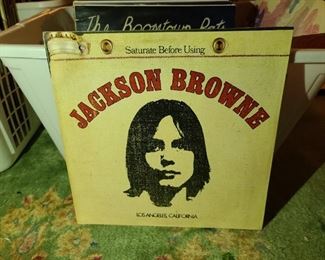 The Boomtown Rats
Saturate Before Using
JACKSON BROWNE
LOS ANGELES, CALIFORNIA